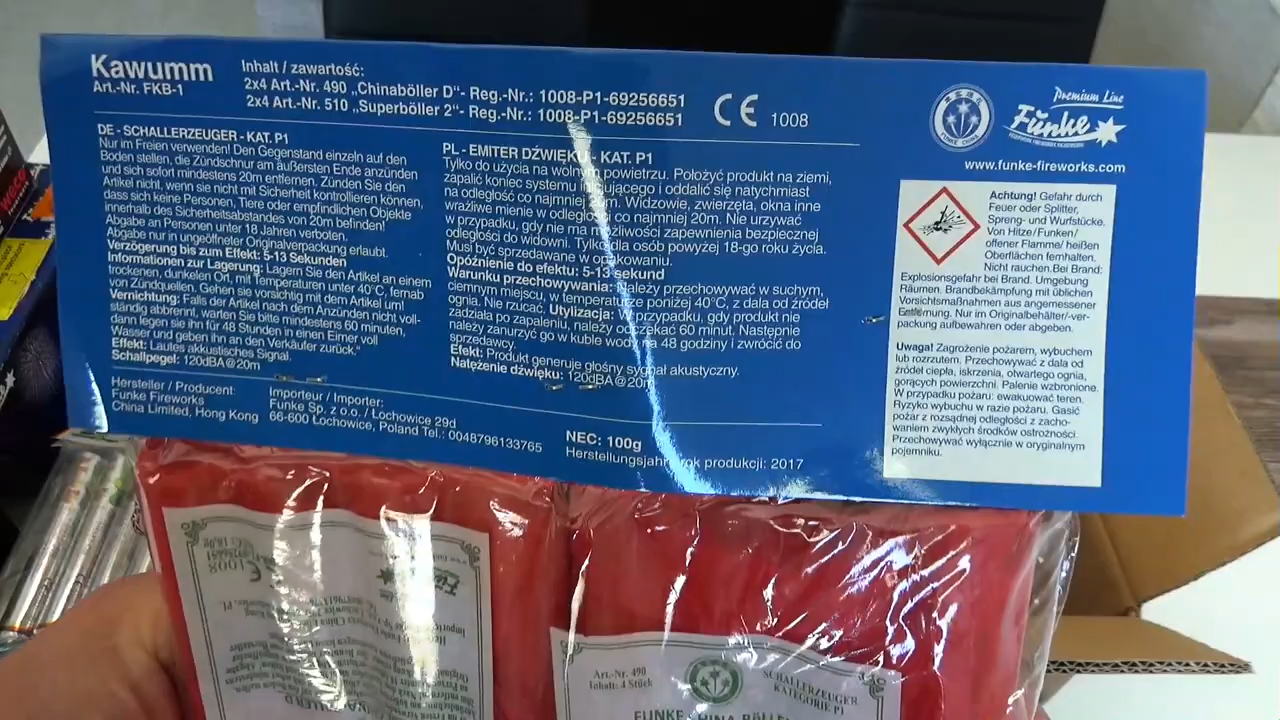 Kawumm
Art.-Nr. FKB-1
Inhalt / zawartość:
2x4 Art.-Nr. 490 „Chinaböller D“- Reg.-Nr.: 1008-P1-69256651
2x4 Art.-Nr. 510 „Superböller 2“- Reg.-Nr.: 1008-P1-69256651
CE 1008
FUNKE CHINA
Premium Line
Funke
www.funke-fireworks.com
DE - SCHALLERZEUGER - KAT. P1
Nur im Freien verwenden! Den Gegenstand einzeln auf den
Boden stellen, die Zündschnur am äußersten Ende anzünden
und sich sofort mindestens 20m entfernen. Zünden Sie den
Artikel nicht, wenn sie nicht mit Sicherheit kontrollieren können,
dass sich keine Personen, Tiere oder empfindlichen Objekte
innerhalb des Sicherheitsabstandes von 20m befinden!
Abgabe an Personen unter 18 Jahren verboten.
Abgabe nur in ungeöffneter Originalverpackung erlaubt.
Verzögerung bis zum Effekt: 5-13 Sekunden
Informationen zur Lagerung: Lagern Sie den Artikel an einem
trockenen, dunkelen Ort, mit Temperaturen unter 40°C, fernab
von Zündquellen. Gehen sie vorsichtig mit dem Artikel um!
Vernichtung: Falls der Artikel nach dem Anzünden nicht voll-
ständig abbrennt, warten Sie bitte mindestens 60 minuten,
dann legen sie ihn für 48 Stunden in einen Eimer voll
Wasser und geben ihn an den Verkäufer zurück.“
Effekt: Lautes akkustisches Signal.
Schallpegel: 120dBA@20m
PL - EMITER DŹWIĘKU - KAT. P1
Tylko do użycia na wolnym powietrzu. Położyć produkt na ziemi,
zapalić koniec systemu inicjującego i oddalić się natychmiast
na odległość co najmniej 20m. Widzowie, zwierzęta, okna inne
wrażliwe mienie w odległości co najmniej 20m. Nie urzywać
w przypadku, gdy nie ma możliwości zapewnienia bezpiecznej
odległości do widowni. Tylko dla osób powyżej 18-go roku życia.
Musi być sprzedawane w opakowaniu.
Opóźnienie do efektu: 5-13 sekund
Warunku przechowywania: Należy przechowywać w suchym,
ciemnym miejscu, w temperaturze poniżej 40°C, z dala od źródeł
ognia. Nie rzucać. Utylizacja: W przypadku, gdy produkt nie
zadziała po zapaleniu, należy odczekać 60 minut. Następnie
należy zanurzyć go w kuble wody na 48 godziny i zwrócić do
sprzedawcy.
Efekt: Produkt generuje głośny sygnał akustyczny.
Natężenie dźwięku: 120dBA@20m
Achtung! Gefahr durch
Feuer oder Splitter,
Spreng- und Wurfstücke.
Von Hitze/Funken/
offener Flamme/ heißen
Oberflächen fernhalten.
Nicht rauchen.Bei Brand:
Explosionsgefahr bei Brand. Umgebung
Räumen. Brandbekämpfung mit üblichen
Vorsichtsmaßnahmen aus angemessener
Entfernung. Nur im Originalbehälter/-ver-
packung aufbewahren oder abgeben.
Uwaga! Zagrożenie pożarem, wybuchem
lub rozrzutem. Przechowywać z dala od
źródeł ciepła, iskrzenia, otwartego ognia,
gorących powierzchni. Palenie wzbronione.
W przypadku pożaru: ewakuować teren.
Ryzyko wybuchu w razie pożaru. Gasić
pożar z rozsądnej odległości z zacho-
waniem zwykłych środków ostrożności.
Przechowywać wyłącznie w oryginalnym
pojemniku.
Hersteller / Producent:
Funke Fireworks
China Limited, Hong Kong
Importeur / Importer:
Funke Sp. z o.o. / Łochowice 29d
66-600 Łochowice, Poland Tel.: 0048796133765
NEC: 100g
Herstellungsjahr/rok produkcji: 2017
weco
CE1008
Art.-Nr. 490
Inhalt: 4 Stück
SCHALLERZEUGER
KATEGORIE P1